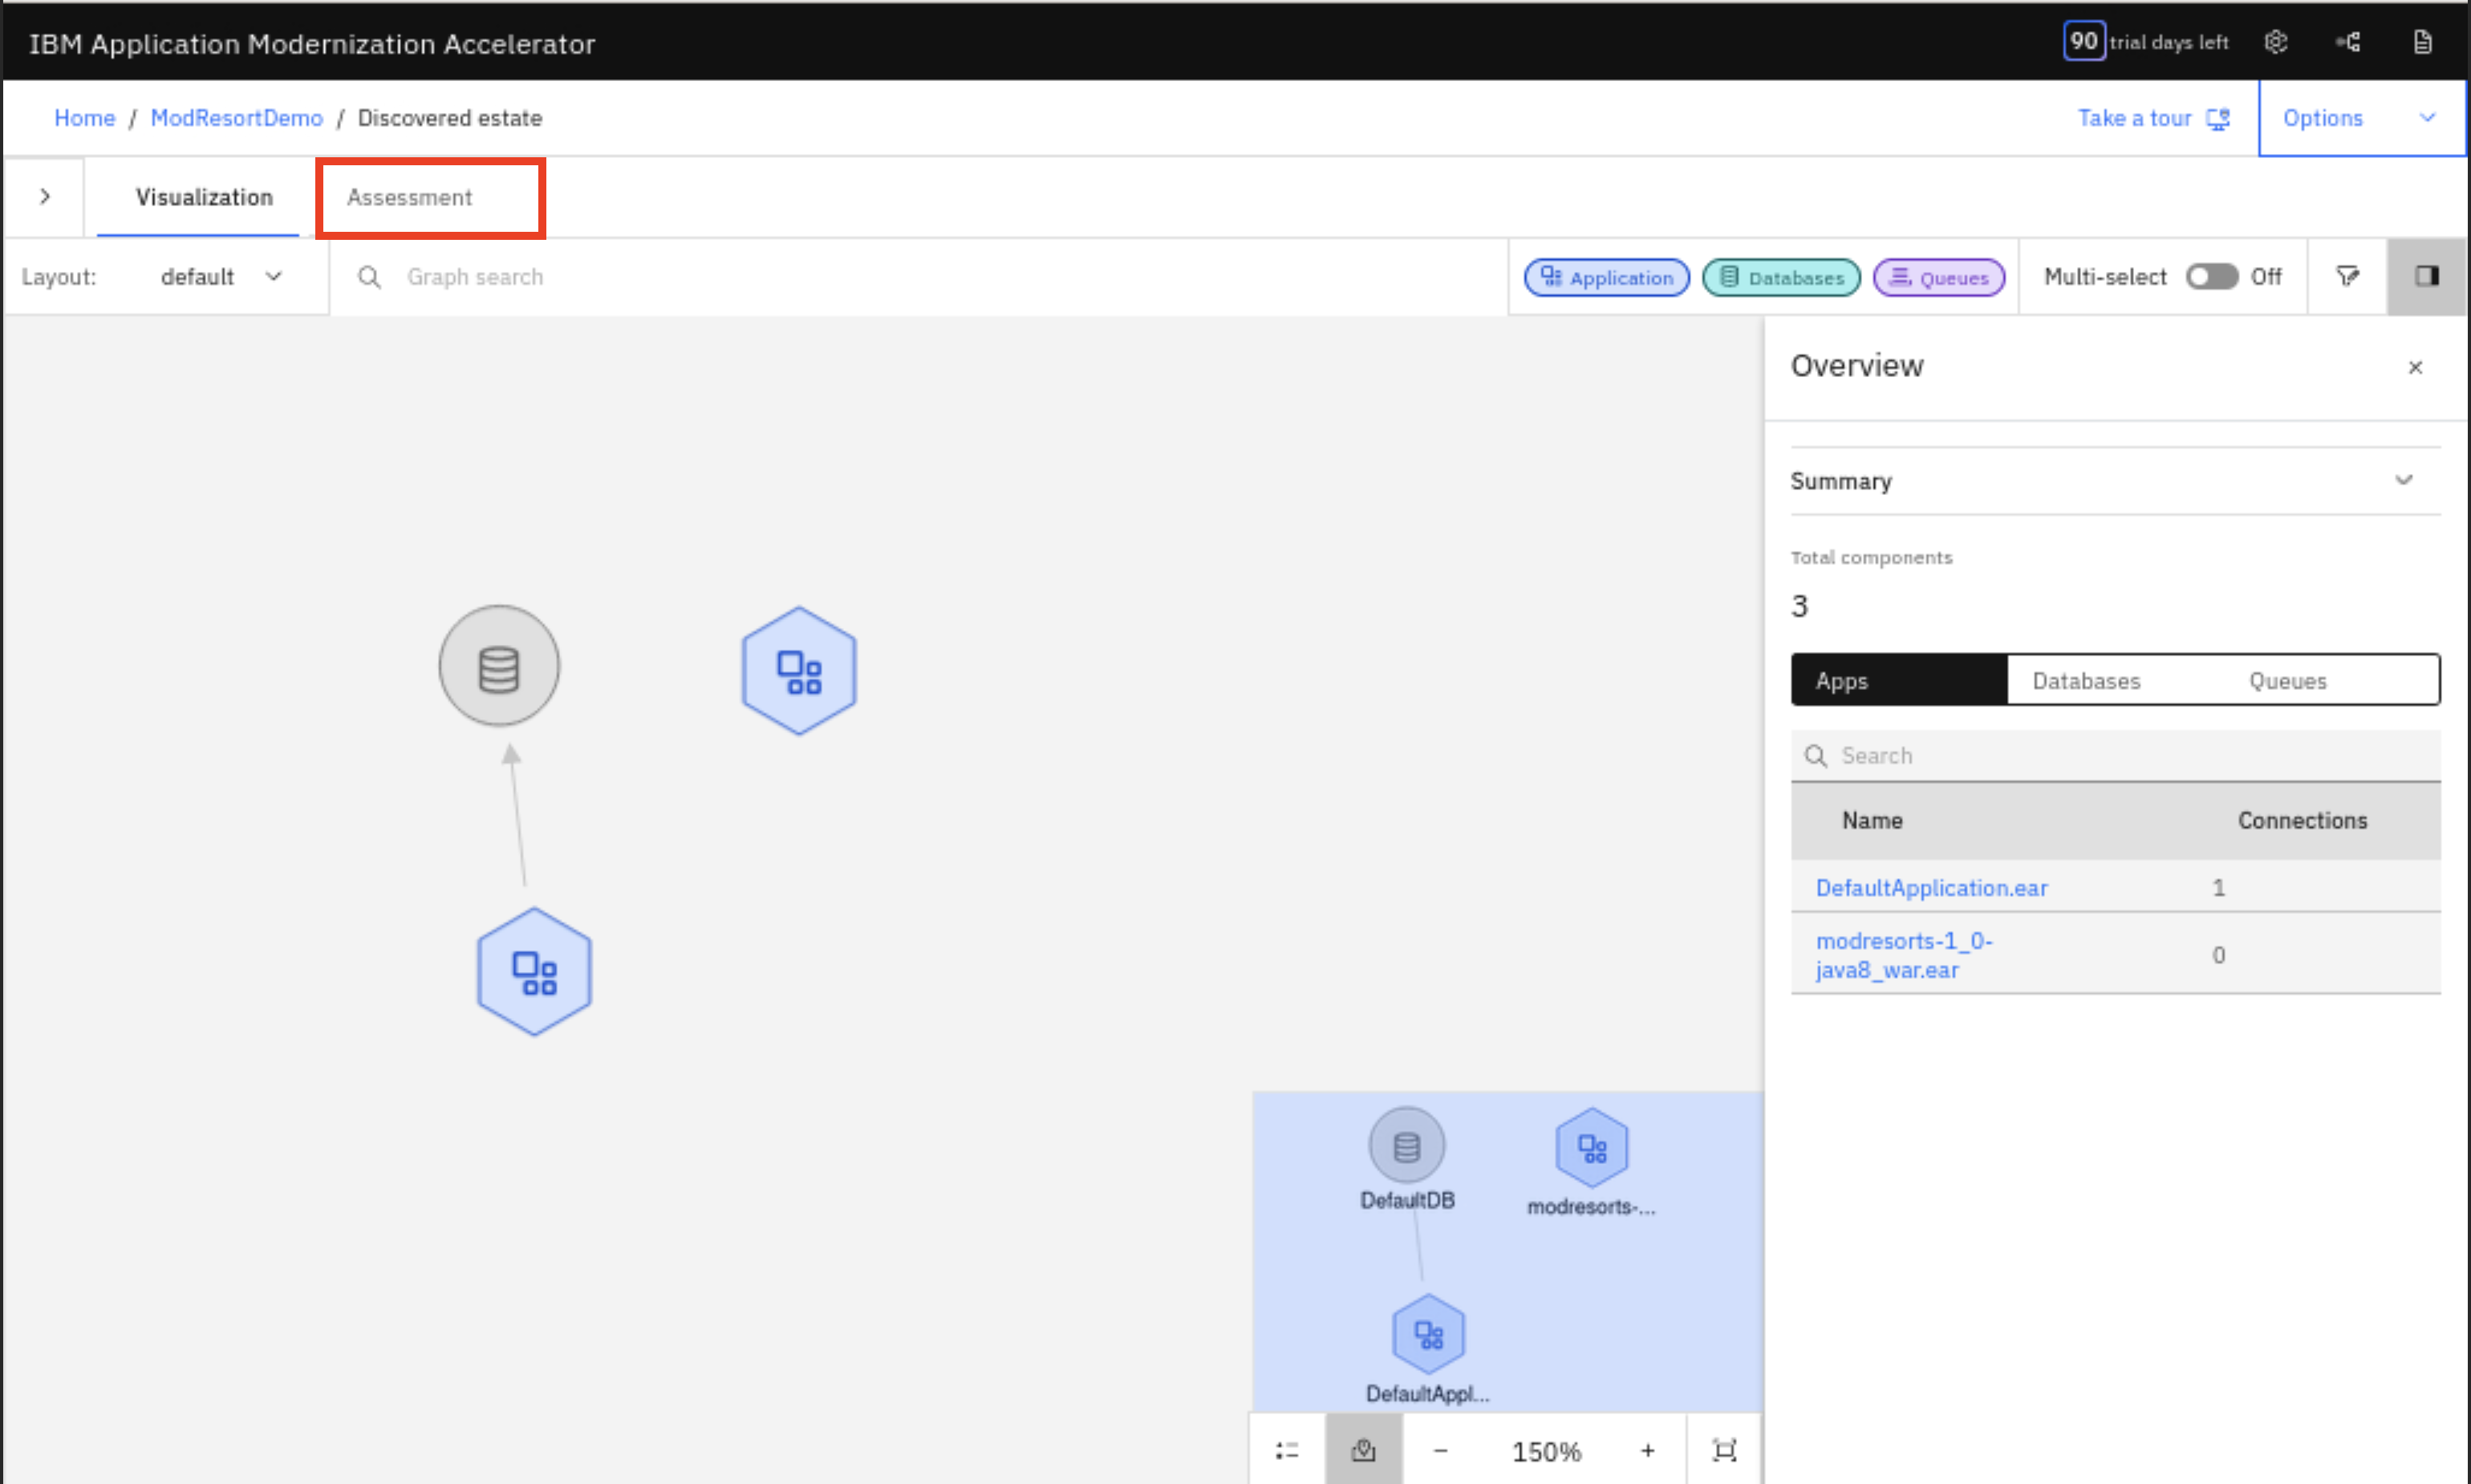 IBM Application Modernization Accelerator
90 trial days left
Home / ModResortDemo / Discovered estate
Take a tour
Options
Visualization
Assessment
Layout: default
Graph search
Application
Databases
Queues
Multi-select
Off
Overview
Summary
Total components
3
Apps
Databases
Queues
Search
Name
Connections
DefaultApplication.ear
1
modresorts-1_0-
java8_war.ear
0
DefaultDB
modresorts-...
DefaultAppl...
− 150% +